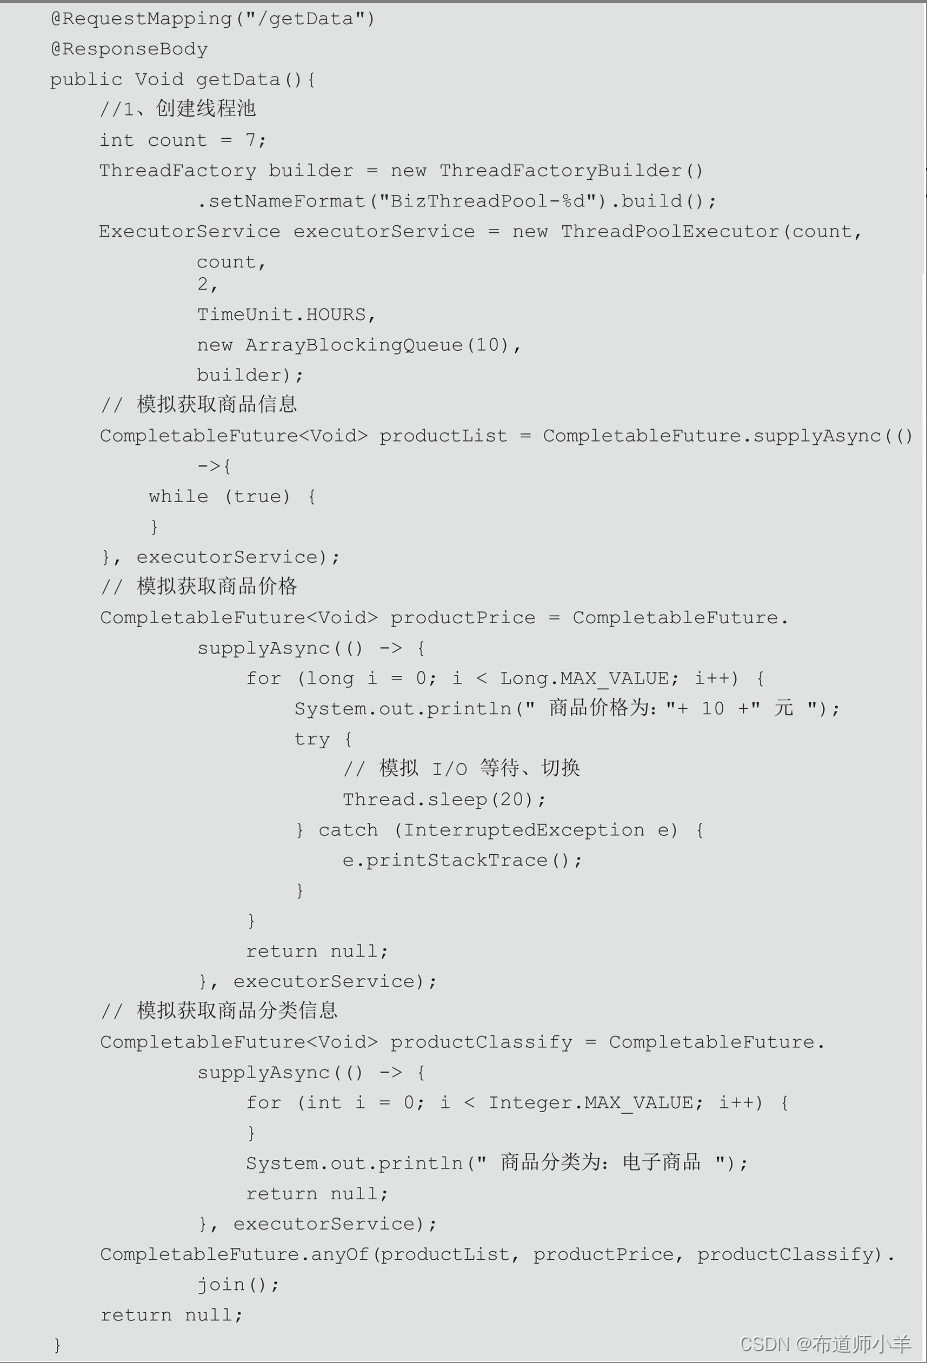 @RequestMapping("/getData")
@ResponseBody
public Void getData(){
//1、创建线程池
int count = 7;
ThreadFactory builder = new ThreadFactoryBuilder()
.setNameFormat("BizThreadPool-%d").build();
ExecutorService executorService = new ThreadPoolExecutor(count,
count,
2,
TimeUnit.HOURS,
new ArrayBlockingQueue(10),
builder);
// 模拟获取商品信息
CompletableFuture<Void> productList = CompletableFuture.supplyAsync(()
->{
while (true) {
}
}, executorService);
// 模拟获取商品价格
CompletableFuture<Void> productPrice = CompletableFuture.
supplyAsync(() -> {
for (long i = 0; i < Long.MAX_VALUE; i++) {
System.out.println(" 商品价格为："+ 10 +" 元 ");
try {
// 模拟 I/O 等待、切换
Thread.sleep(20);
} catch (InterruptedException e) {
e.printStackTrace();
}
}
return null;
}, executorService);
// 模拟获取商品分类信息
CompletableFuture<Void> productClassify = CompletableFuture.
supplyAsync(() -> {
for (int i = 0; i < Integer.MAX_VALUE; i++) {
}
System.out.println(" 商品分类为：电子商品 ");
return null;
}, executorService);
CompletableFuture.anyOf(productList, productPrice, productClassify).
join();
return null;
}
CSDN @布道师小羊